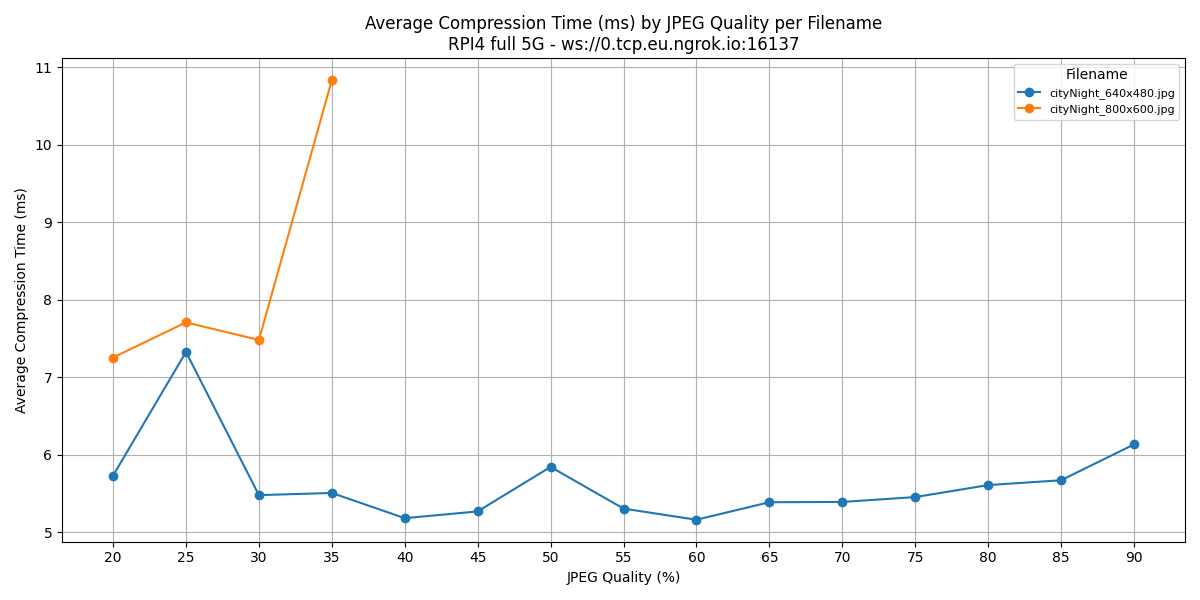 Average Compression Time (ms) by JPEG Quality per Filename
RPI4 full 5G - ws://0.tcp.eu.ngrok.io:16137
Filename
cityNight_640x480.jpg
cityNight_800x600.jpg
Average Compression Time (ms)
11
10
9
8
7
6
5
20 25 30 35 40 45 50 55 60 65 70 75 80 85 90
JPEG Quality (%)